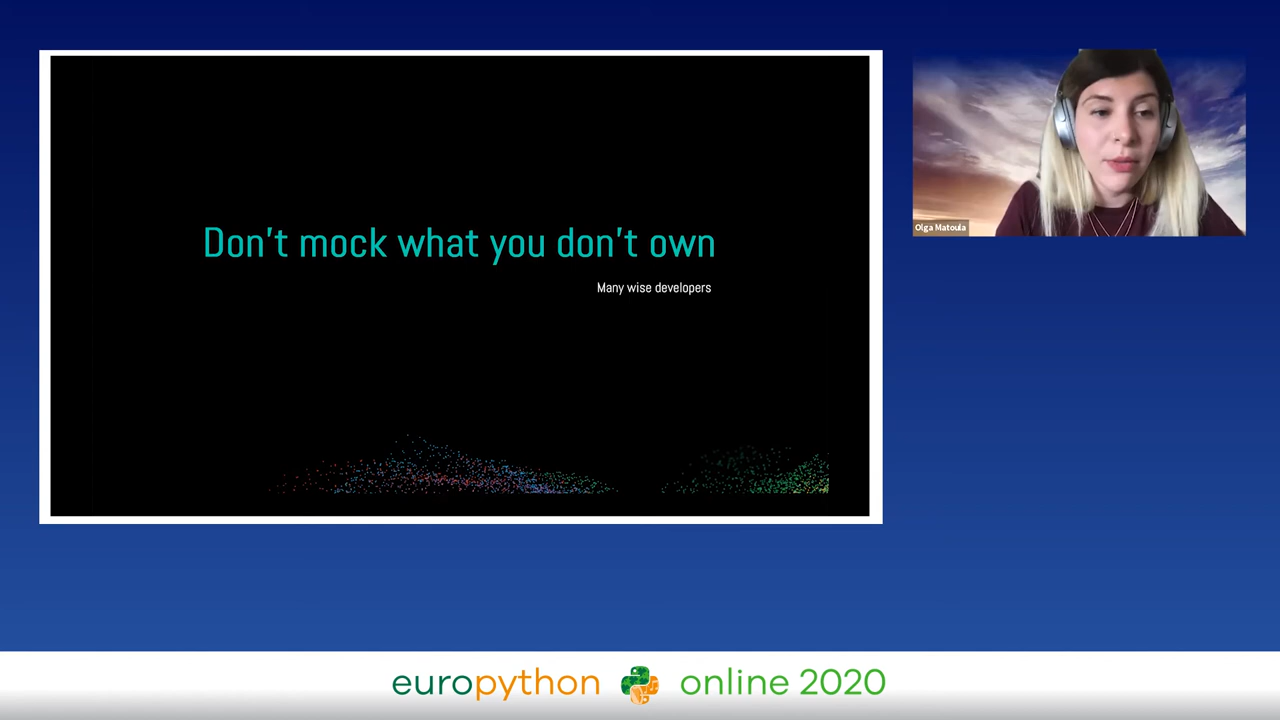 Don't mock what you don't own
Many wise developers
Olga Matoula
europython online 2020